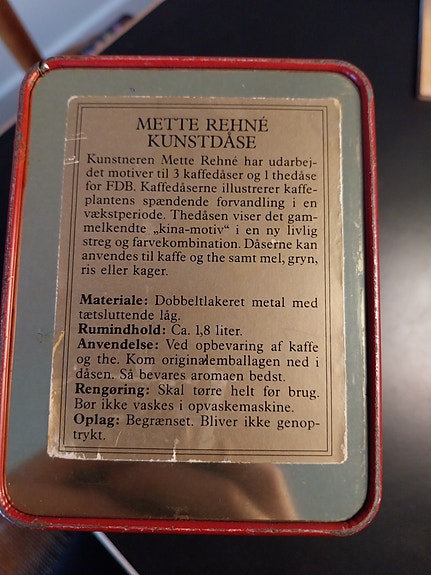 METTE REHNÉ
KUNSTDÅSE
Kunstneren Mette Rehné har udarbej-
det motiver til 3 kaffedåser og 1 thedåse
for FDB. Kaffedåserne illustrerer kaffe-
plantens spændende forvandling i en
vækstperiode. Thedåsen viser det gam-
melkendte „kina-motiv“ i en ny livlig
streg og farvekombination. Dåserne kan
anvendes til kaffe og the samt mel, gryn,
ris eller kager.
Materiale: Dobbeltlakeret metal med
tætsluttende låg.
Rumindhold: Ca. 1,8 liter.
Anvendelse: Ved opbevaring af kaffe
og the. Kom originalemballagen ned i
dåsen. Så bevares aromaen bedst.
Rengøring: Skal tørre helt før brug.
Bør ikke vaskes i opvaskemaskine.
Oplag: Begrænset. Bliver ikke genop-
trykt.